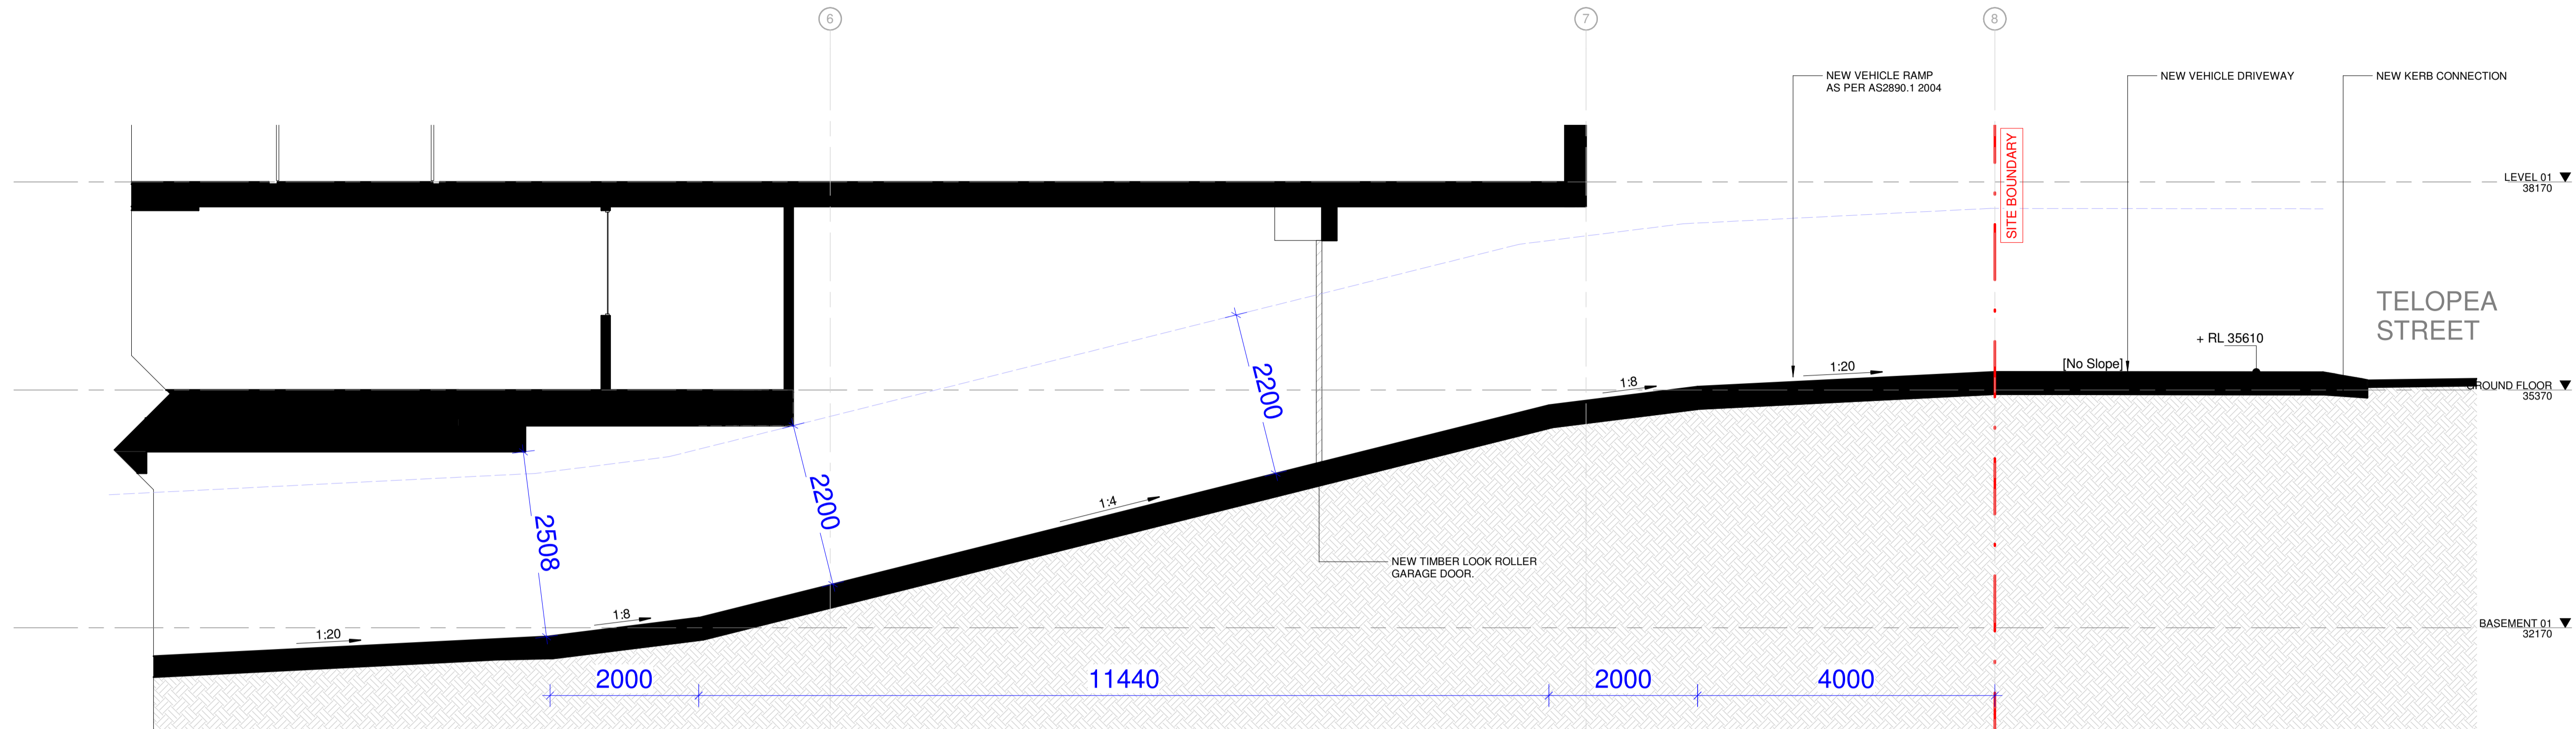 6
7
8
NEW VEHICLE RAMP
AS PER AS2890.1 2004
NEW VEHICLE DRIVEWAY
NEW KERB CONNECTION
SITE BOUNDARY
LEVEL 01
38170
TELOPEA
STREET
+ RL 35610
[No Slope]
1:20
1:8
GROUND FLOOR
35370
2200
2200
2508
1:4
NEW TIMBER LOOK ROLLER
GARAGE DOOR.
1:8
1:20
BASEMENT 01
32170
2000
11440
2000
4000